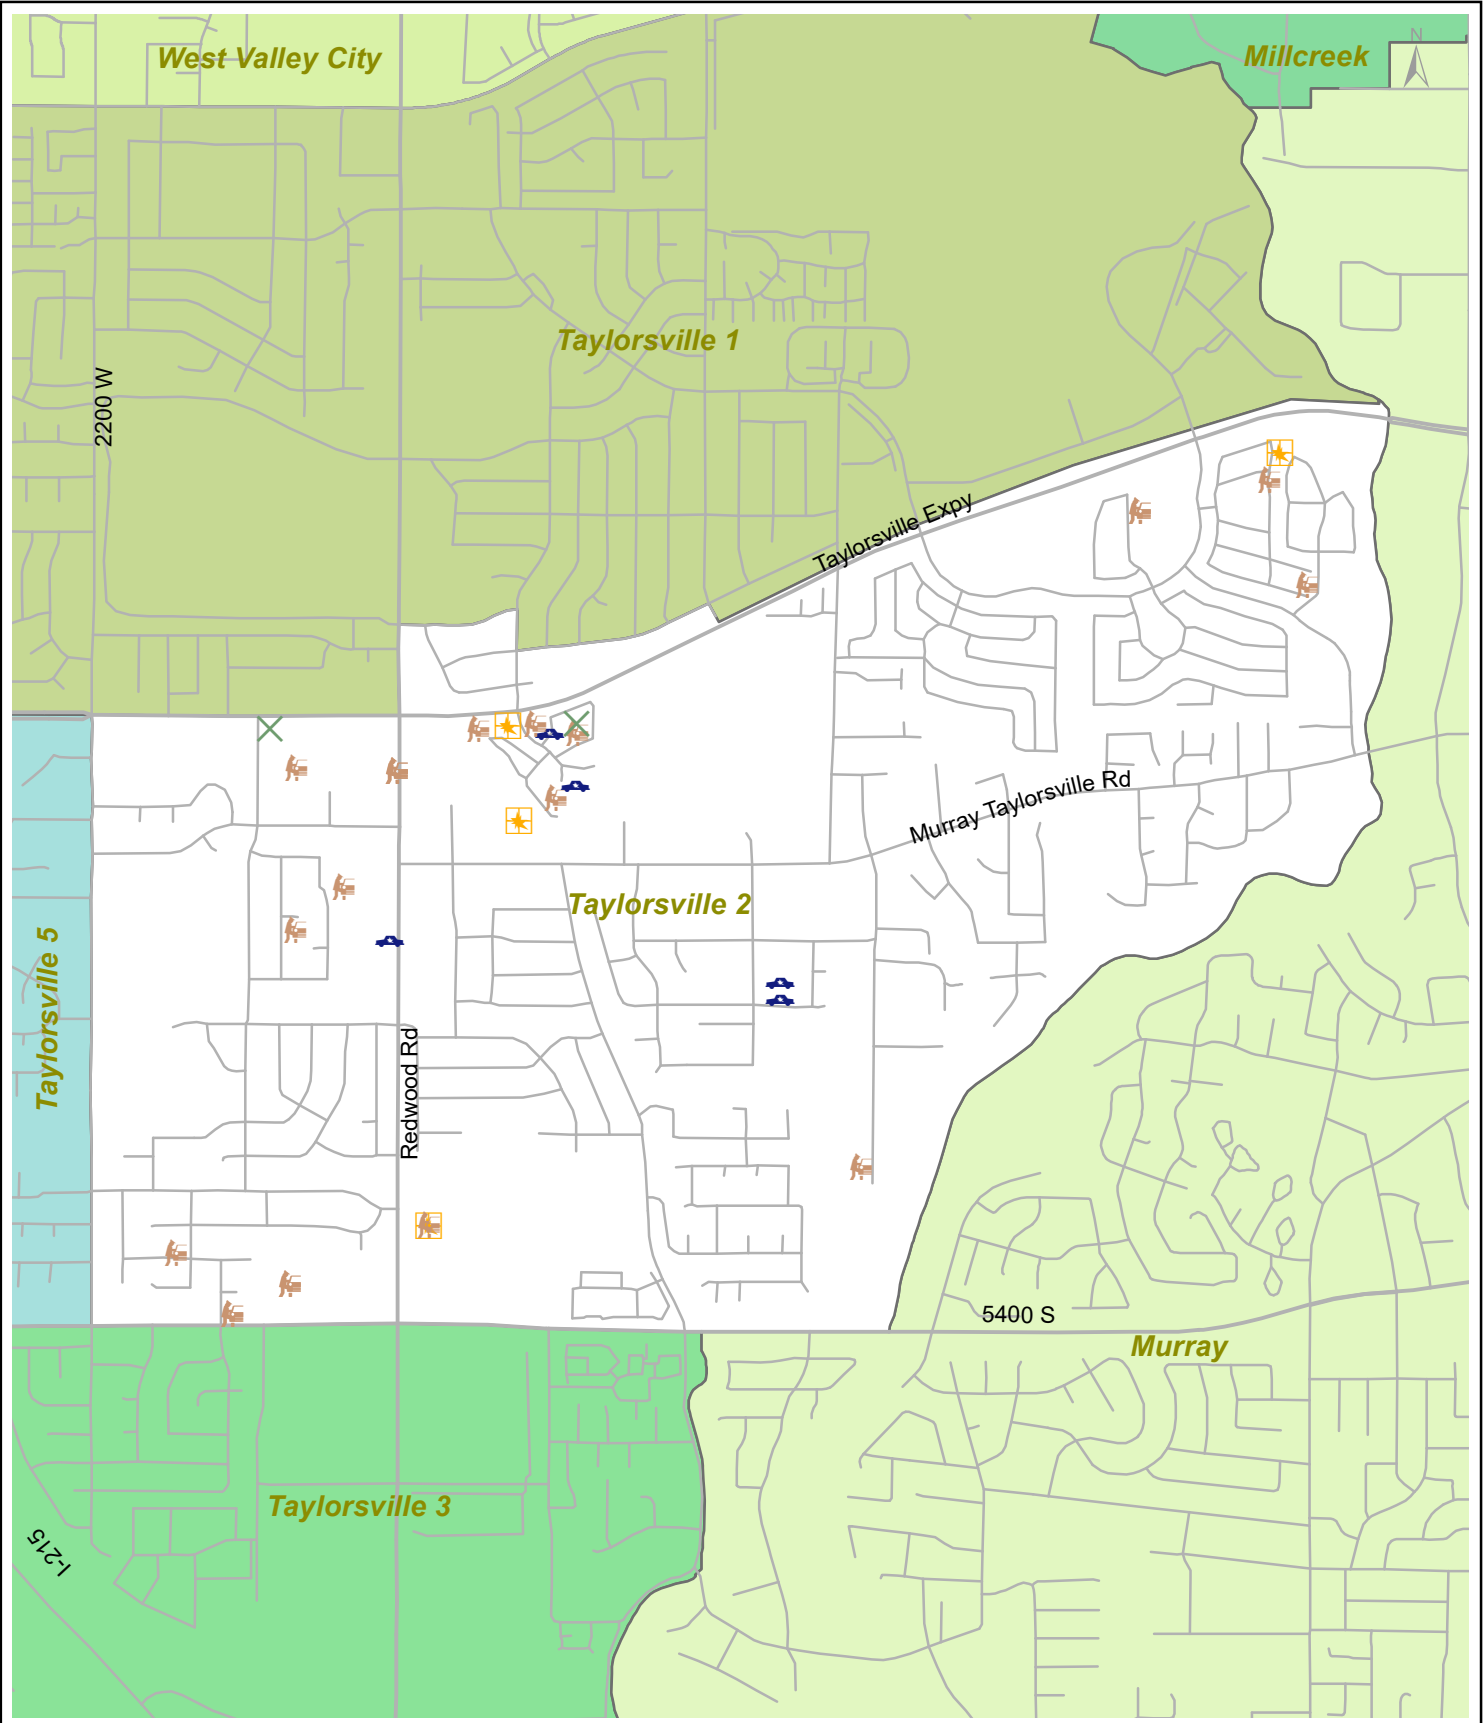 West Valley City
Millcreek
N
Taylorsville 1
2200 W
Taylorsville Expy
Murray Taylorsville Rd
Taylorsville 2
Taylorsville 5
Redwood Rd
5400 S
Murray
Taylorsville 3
I-215